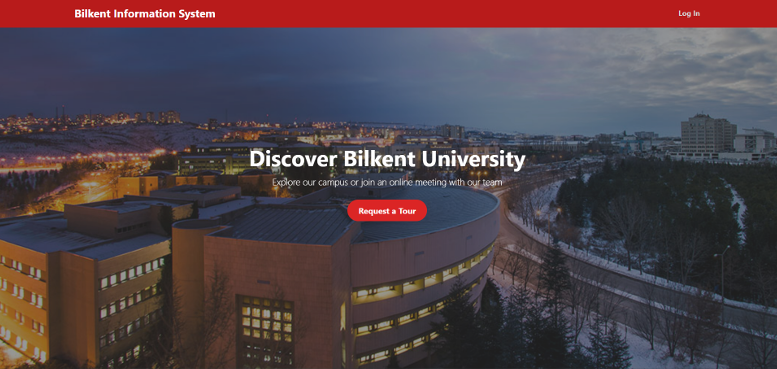 Bilkent Information System
Log In
Discover Bilkent University
Explore our campus or join an online meeting with our team
Request a Tour